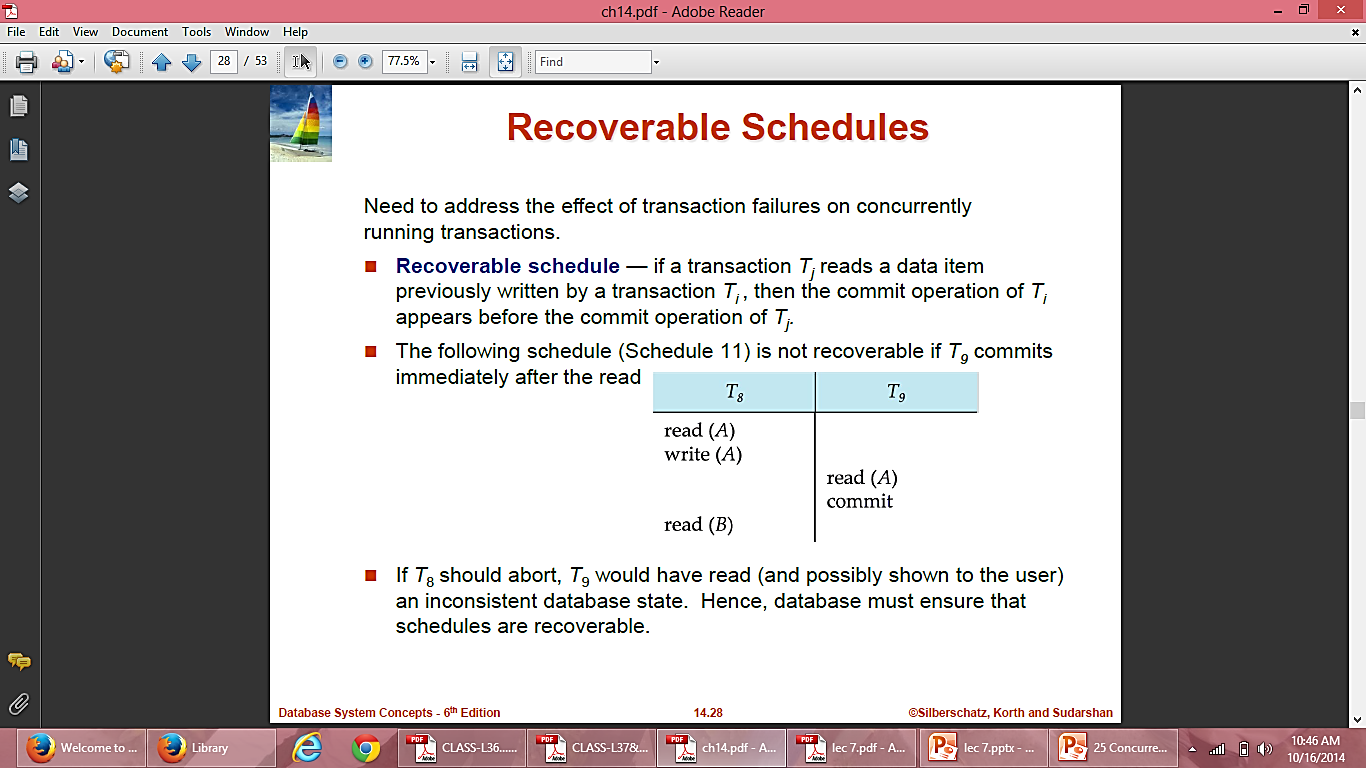 ch14.pdf - Adobe Reader
File Edit View Document Tools Window Help
28 / 53 77.5% Find
Recoverable Schedules
Need to address the effect of transaction failures on concurrently
running transactions.
Recoverable schedule — if a transaction Tj reads a data item
previously written by a transaction Ti , then the commit operation of Ti
appears before the commit operation of Tj.
The following schedule (Schedule 11) is not recoverable if T9 commits
immediately after the read
T8 T9
read (A)
write (A)
read (A)
commit
read (B)
If T8 should abort, T9 would have read (and possibly shown to the user)
an inconsistent database state. Hence, database must ensure that
schedules are recoverable.
Database System Concepts - 6th Edition 14.28 ©Silberschatz, Korth and Sudarshan
Welcome to ... Library CLASS-L36...... CLASS-L37&... ch14.pdf - A... lec 7.pdf - A... lec 7.pptx - ... 25 Concurre...
10:46 AM
10/16/2014